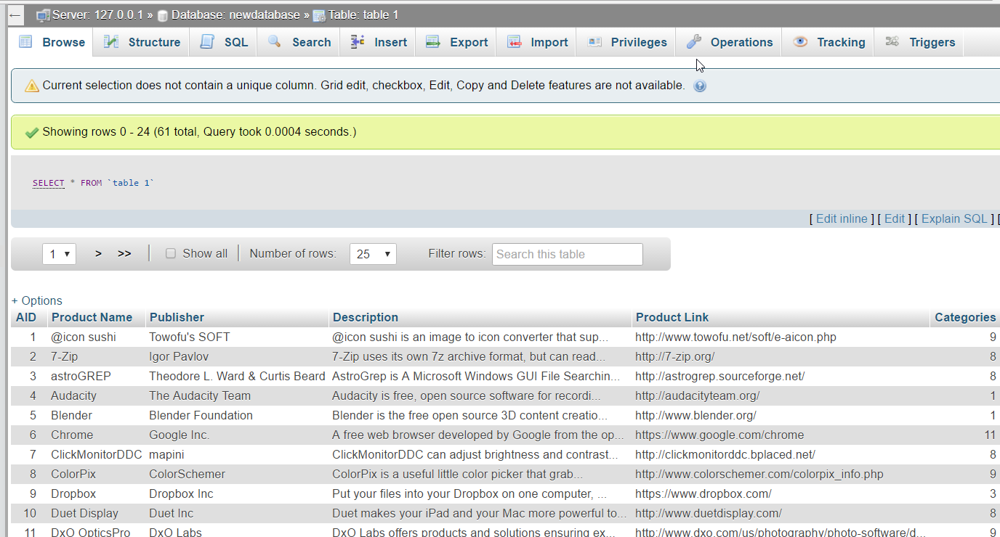 ← Server: 127.0.0.1 » Database: newdatabase » Table: table 1
Browse Structure SQL Search Insert Export Import Privileges Operations Tracking Triggers
Current selection does not contain a unique column. Grid edit, checkbox, Edit, Copy and Delete features are not available.
Showing rows 0 - 24 (61 total, Query took 0.0004 seconds.)
SELECT * FROM `table 1`
[ Edit inline ] [ Edit ] [ Explain SQL ] [
1 > >> Show all Number of rows: 25 Filter rows: Search this table
+ Options
AID Product Name Publisher Description Product Link Categories
1 @icon sushi Towofu's SOFT @icon sushi is an image to icon converter that sup... http://www.towofu.net/soft/e-aicon.php 9
2 7-Zip Igor Pavlov 7-Zip uses its own 7z archive format, but can read... http://7-zip.org/ 8
3 astroGREP Theodore L. Ward & Curtis Beard AstroGrep is A Microsoft Windows GUI File Searchin... http://astrogrep.sourceforge.net/ 8
4 Audacity The Audacity Team Audacity is free, open source software for recordi... http://audacityteam.org/ 1
5 Blender Blender Foundation Blender is the free open source 3D content creatio... http://www.blender.org/ 1
6 Chrome Google Inc. A free web browser developed by Google from the op... https://www.google.com/chrome 11
7 ClickMonitorDDC mapini ClickMonitorDDC can adjust brightness and contrast... http://clickmonitorddc.bplaced.net/ 8
8 ColorPix ColorSchemer ColorPix is a useful little color picker that grab... http://www.colorschemer.com/colorpix_info.php 9
9 Dropbox Dropbox Inc Put your files into your Dropbox on one computer, ... https://www.dropbox.com/ 3
10 Duet Display Duet Inc Duet makes your iPad and your Mac more powerful to... http://www.duetdisplay.com/ 8
11 DxO OpticsPro DxO Labs DxO Labs offers products and solutions ensuring ex... http://www.dxo.com/us/photography/photo-software/d... 9